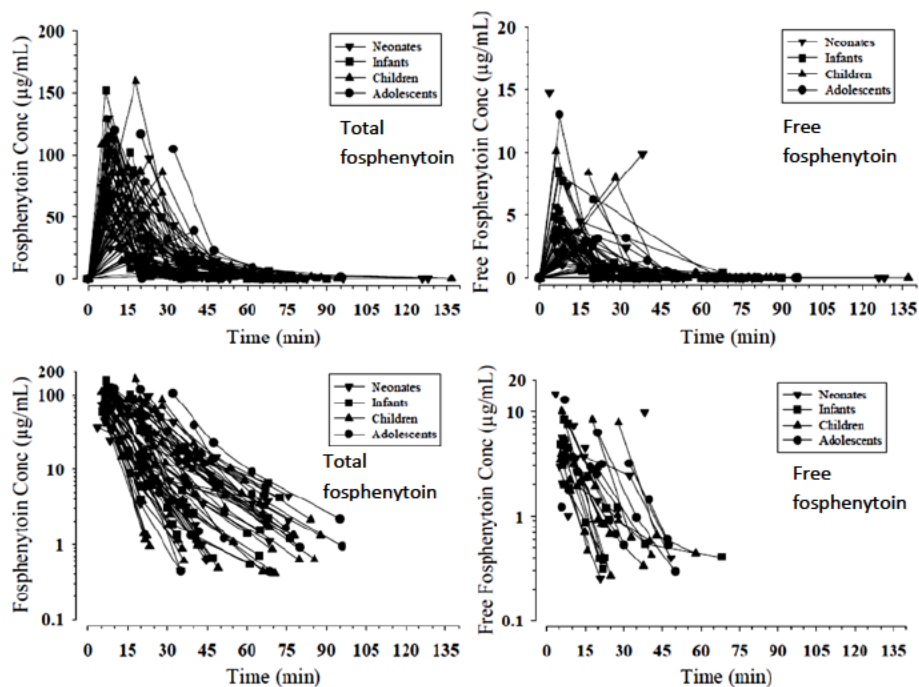 Fosphenytoin Conc (µg/mL)
200
150
100
50
0
Neonates
Infants
Children
Adolescents
Total
fosphenytoin
0 15 30 45 60 75 90 105 120 135
Time (min)
Free Fosphenytoin Conc (µg/mL)
20
15
10
5
0
Neonates
Infants
Children
Adolescents
Free
fosphenytoin
0 15 30 45 60 75 90 105 120 135
Time (min)
Fosphenytoin Conc (µg/mL)
200
100
10
1
0.1
Neonates
Infants
Children
Adolescents
Total
fosphenytoin
0 15 30 45 60 75 90 105 120 135
Time (min)
Free Fosphenytoin Conc (µg/mL)
20
10
1
0.1
Neonates
Infants
Children
Adolescents
Free
fosphenytoin
0 15 30 45 60 75 90 105 120 135
Time (min)